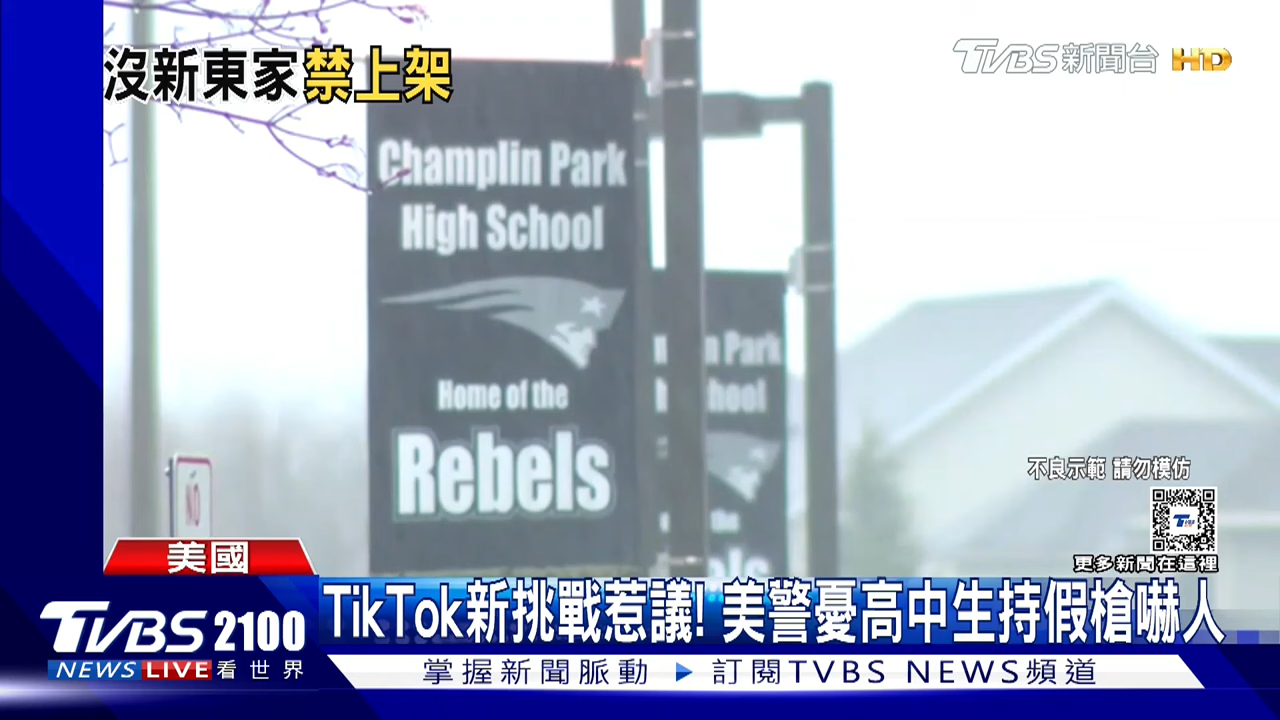 沒新東家禁上架
TVBS新聞台 HD
Champlin Park
High School
Home of the
Rebels
Park
hool
the
NO
不良示範 請勿模仿
更多新聞在這裡
美國
TikTok新挑戰惹議! 美警憂高中生持假槍嚇人
TVBS 2100
NEWS LIVE 看世界
掌握新聞脈動 ▶ 訂閱TVBS NEWS頻道